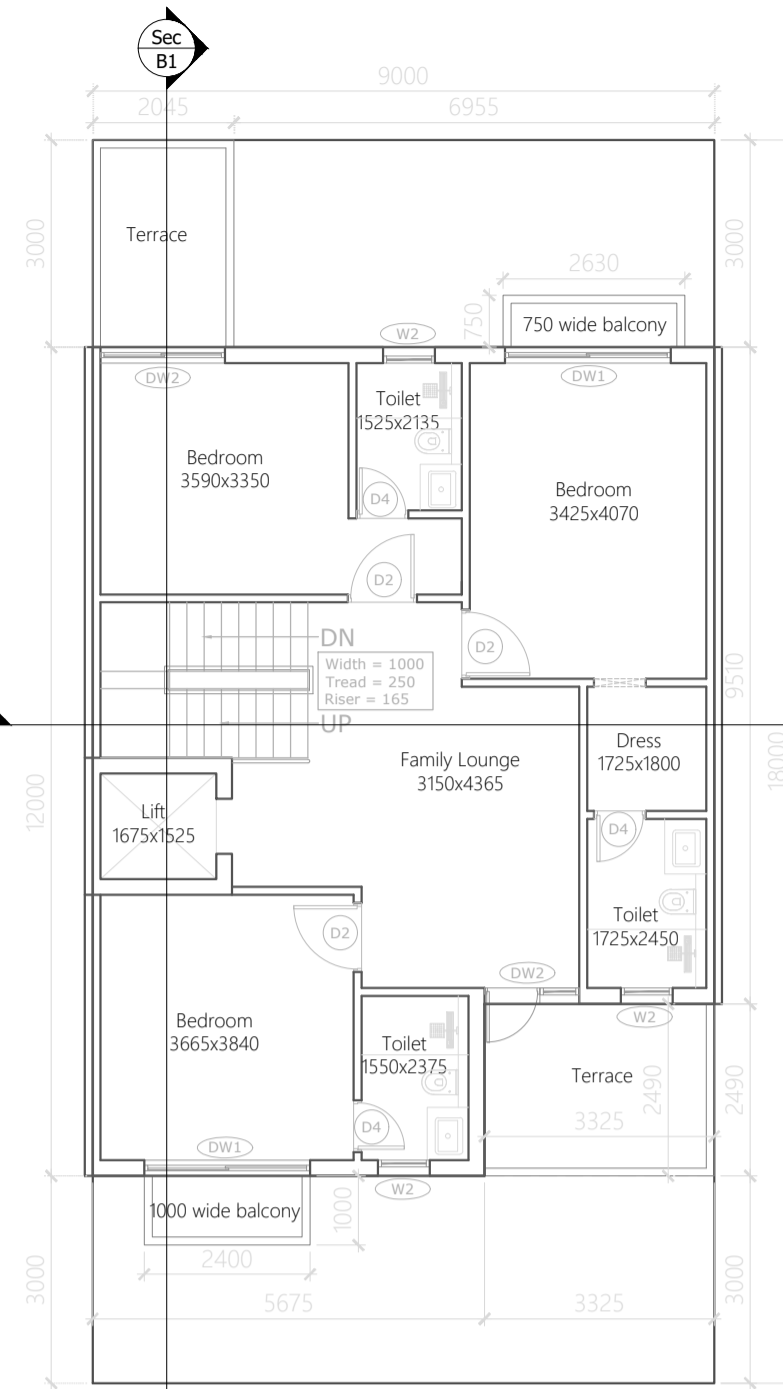 Sec
B1
9000
2045
6955
3000
Terrace
3000
2630
750
750 wide balcony
W2
DW2
DW1
Toilet
1525x2135
Bedroom
3590x3350
Bedroom
3425x4070
D4
D2
D2
DN
Width = 1000
Tread = 250
Riser = 165
UP
9510
Family Lounge
3150x4365
Dress
1725x1800
12000
18000
Lift
1675x1525
D4
D2
Toilet
1725x2450
DW2
W2
Bedroom
3665x3840
Toilet
1550x2375
Terrace
2490
2490
3325
D4
DW1
W2
1000 wide balcony
1000
2400
3000
5675
3325
3000